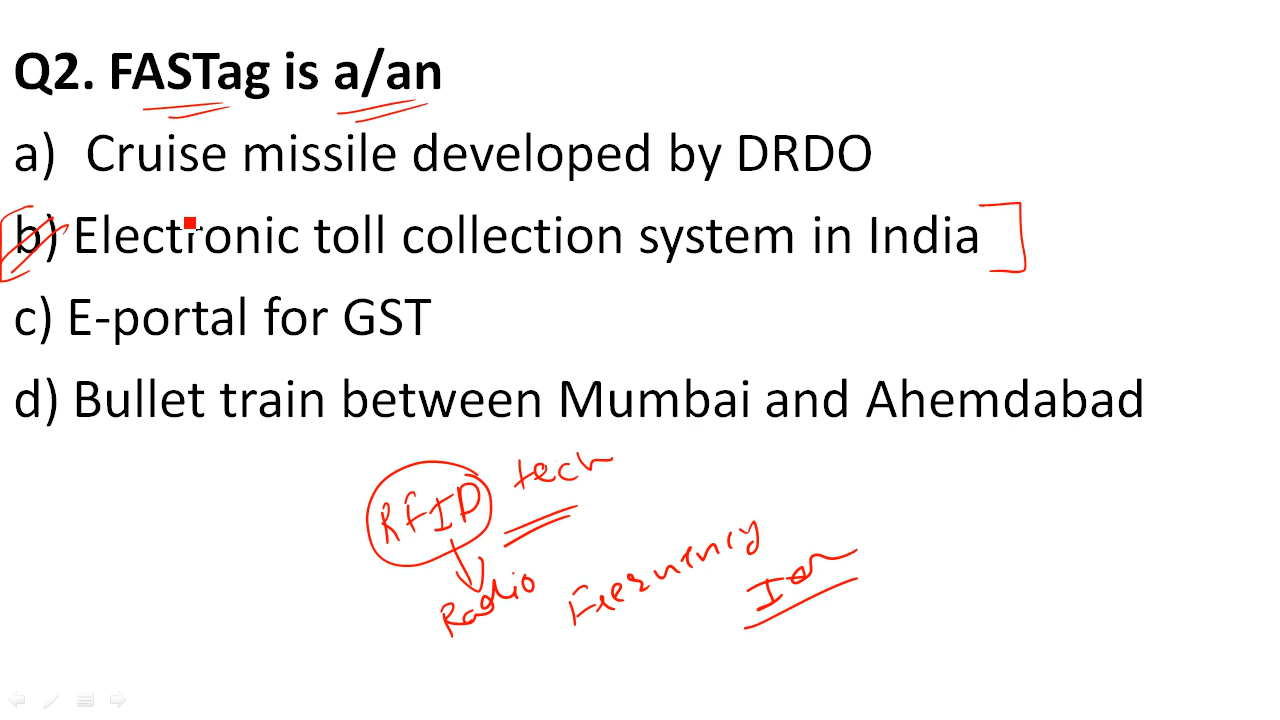 Q2. FASTag is a/an
a) Cruise missile developed by DRDO
b) Electronic toll collection system in India
c) E-portal for GST
d) Bullet train between Mumbai and Ahemdabad
RFID tech
Radio